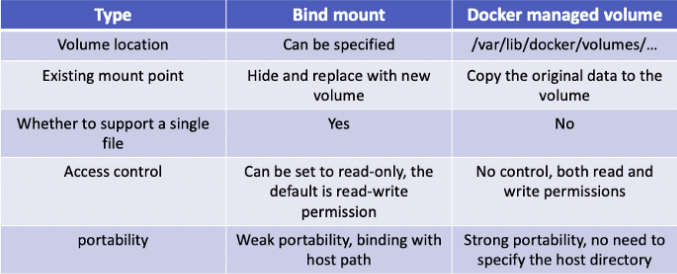 Type Bind mount Docker managed volume
Volume location Can be specified /var/lib/docker/volumes/...
Existing mount point Hide and replace with new volume Copy the original data to the volume
Whether to support a single file Yes No
Access control Can be set to read-only, the default is read-write permission No control, both read and write permissions
portability Weak portability, binding with host path Strong portability, no need to specify the host directory